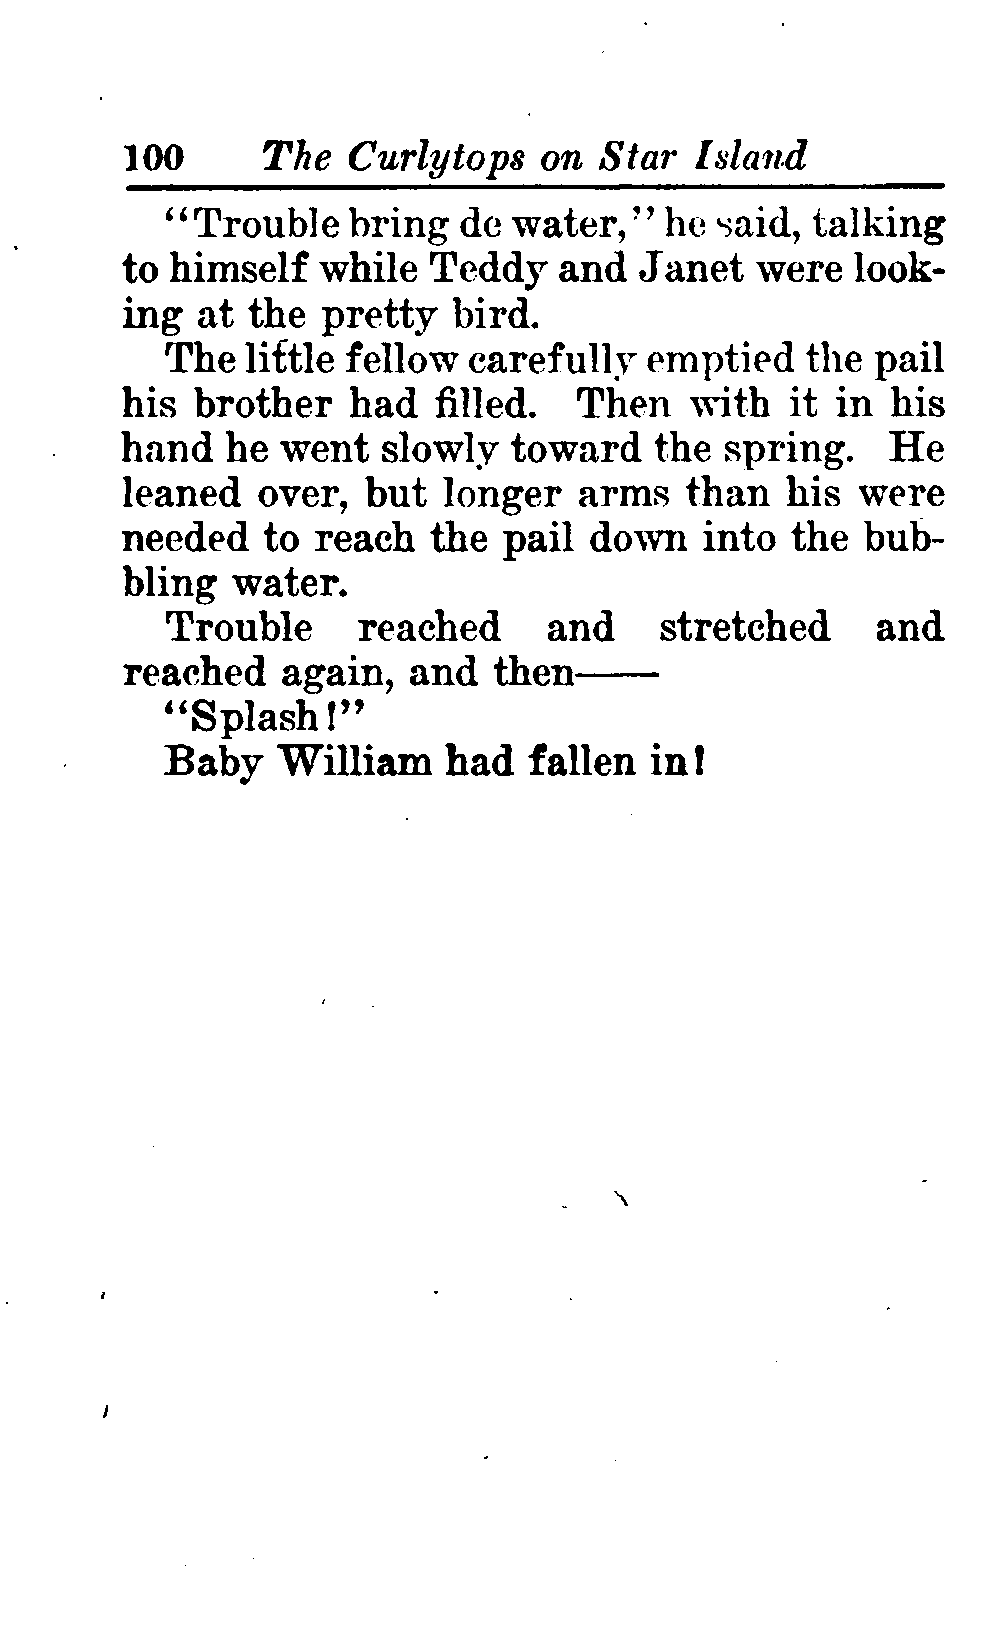 100 The Curlytops on Star Island
"Trouble bring de water," he said, talking
to himself while Teddy and Janet were look-
ing at the pretty bird.
The little fellow carefully emptied the pail
his brother had filled. Then with it in his
hand he went slowly toward the spring. He
leaned over, but longer arms than his were
needed to reach the pail down into the bub-
bling water.
Trouble reached and stretched and
reached again, and then——
"Splash!"
Baby William had fallen in!